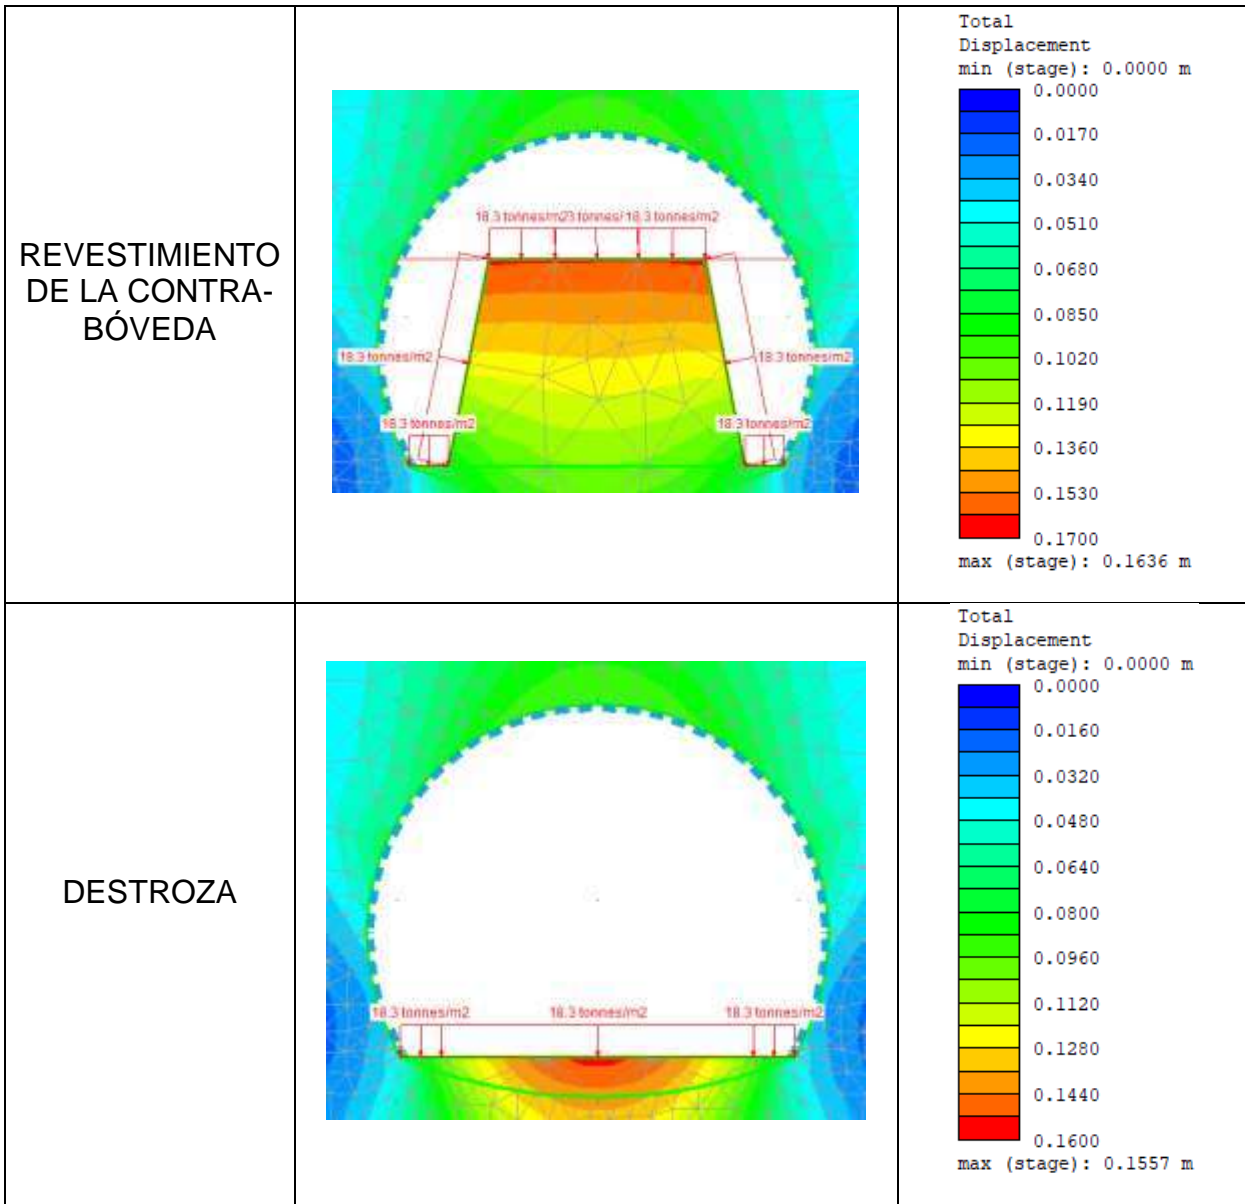 REVESTIMIENTO
DE LA CONTRA-
BÓVEDA
18.3 tonnes/m2 3 tonnes/ 18.3 tonnes/m2
18.3 tonnes/m2
18.3 tonnes/m2
18.3 tonnes/m2
18.3 tonnes/m2
Total
Displacement
min (stage): 0.0000 m
0.0000
0.0170
0.0340
0.0510
0.0680
0.0850
0.1020
0.1190
0.1360
0.1530
0.1700
max (stage): 0.1636 m
DESTROZA
18.3 tonnes/m2
18.3 tonnes/m2
18.3 tonnes/m2
Total
Displacement
min (stage): 0.0000 m
0.0000
0.0160
0.0320
0.0480
0.0640
0.0800
0.0960
0.1120
0.1280
0.1440
0.1600
max (stage): 0.1557 m